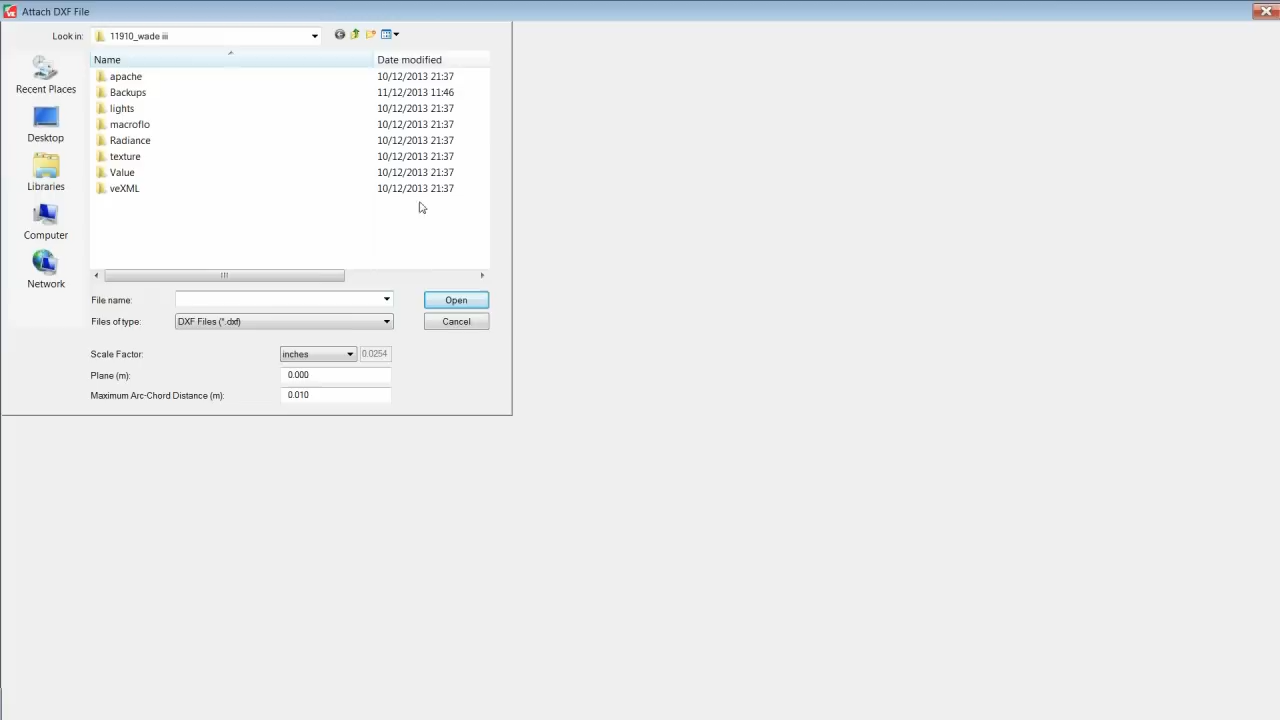 Attach DXF File
Look in: 11910_wade iii
Name Date modified
apache 10/12/2013 21:37
Backups 11/12/2013 11:46
lights 10/12/2013 21:37
macroflo 10/12/2013 21:37
Radiance 10/12/2013 21:37
texture 10/12/2013 21:37
Value 10/12/2013 21:37
veXML 10/12/2013 21:37
Recent Places
Desktop
Libraries
Computer
Network
File name: Open
Files of type: DXF Files (*.dxf) Cancel
Scale Factor: inches 0.0254
Plane (m): 0.000
Maximum Arc-Chord Distance (m): 0.010